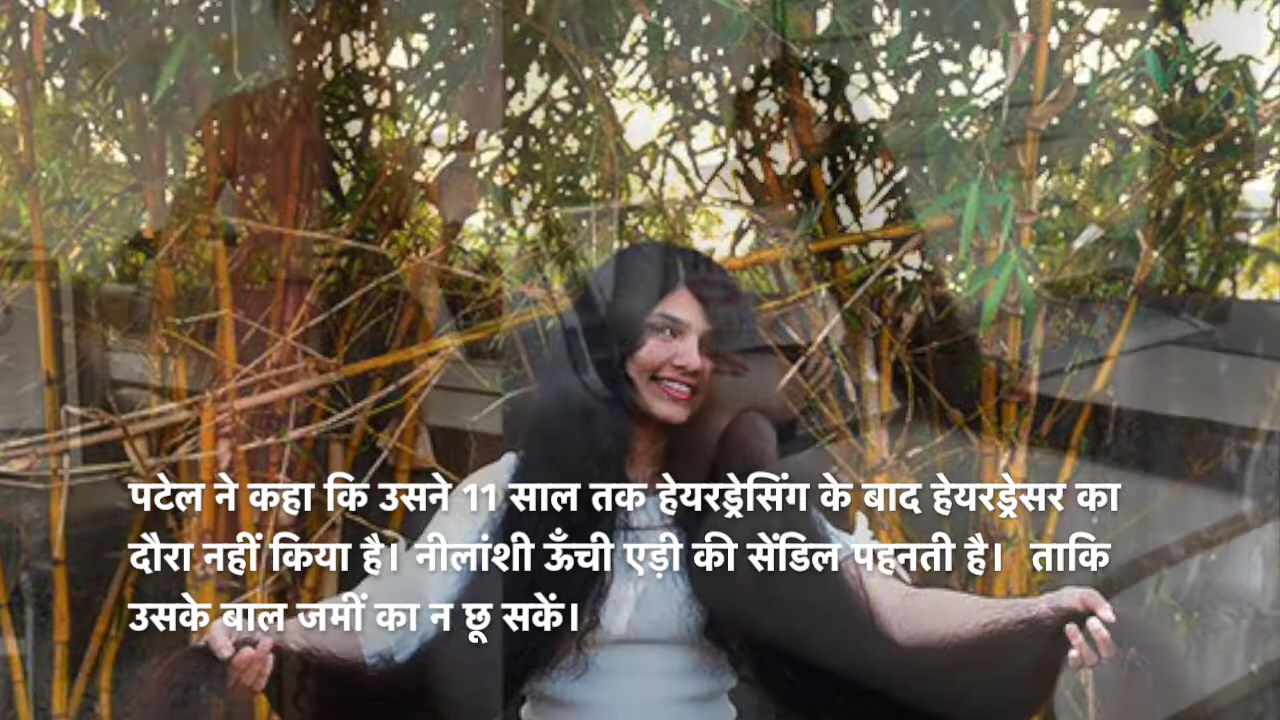 पटेल ने कहा कि उसने 11 साल तक हेयरड्रेसिंग के बाद हेयरड्रेसर का
दौरा नहीं किया है। नीलांशी ऊँची एड़ी की सेंडिल पहनती है।  ताकि
उसके बाल जमीं का न छू सकें।